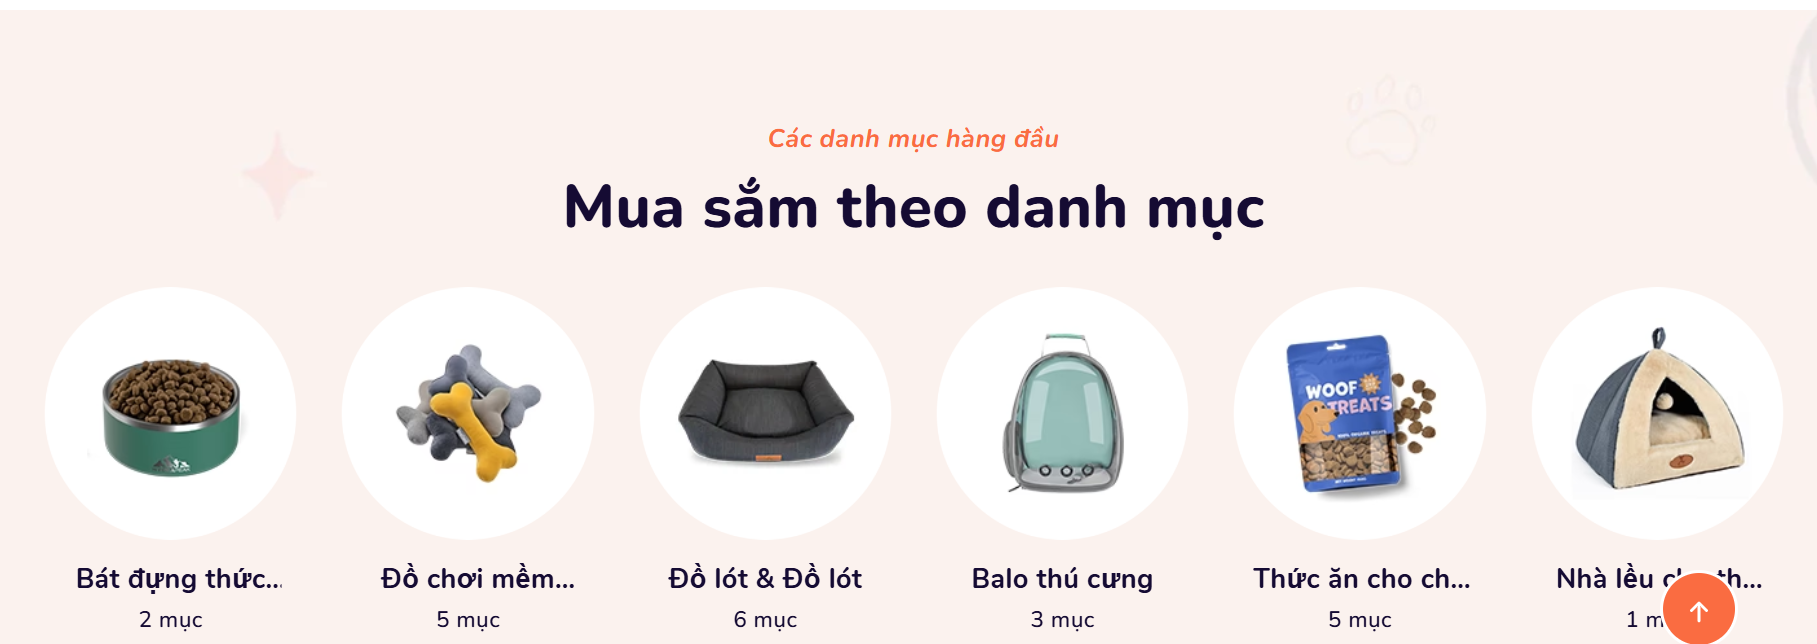 Các danh mục hàng đầu
Mua sắm theo danh mục
WOOF
TREATS
Bát đựng thức...
Đồ chơi mềm...
Đồ lót & Đồ lót
Balo thú cưng
Thức ăn cho ch...
Nhà lều th...
2 mục
5 mục
6 mục
3 mục
5 mục
1